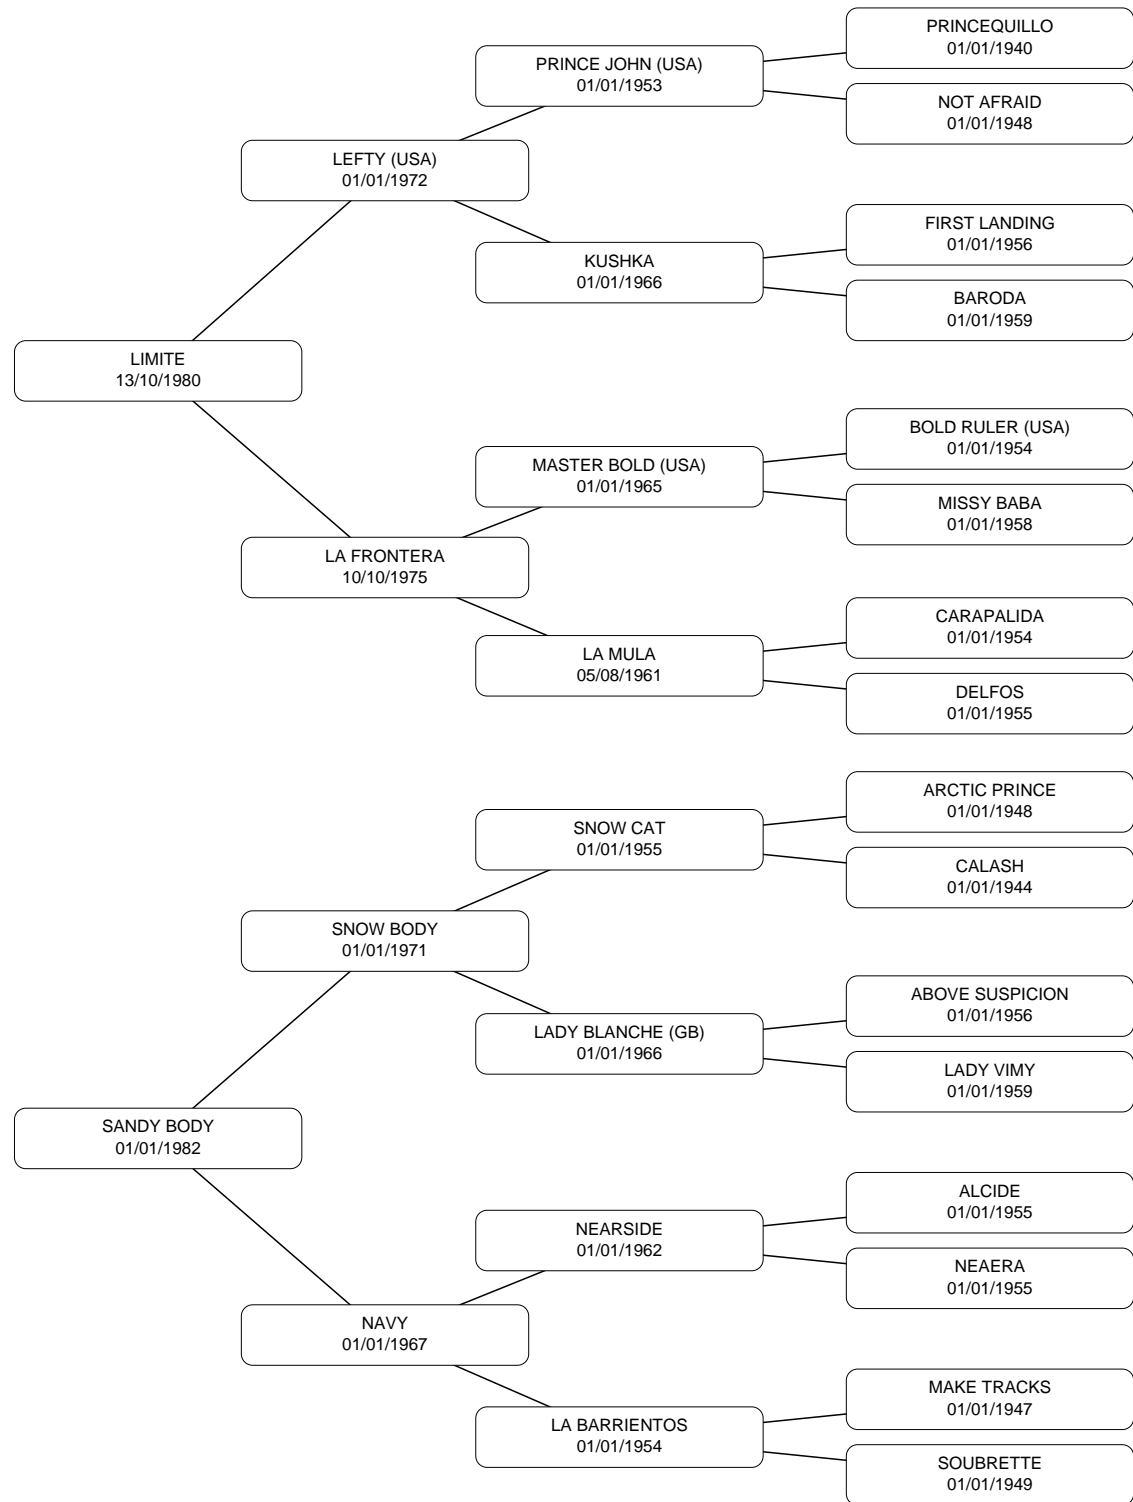 PRINCEQUILLO
01/01/1940
PRINCE JOHN (USA)
01/01/1953
NOT AFRAID
01/01/1948
LEFTY (USA)
01/01/1972
FIRST LANDING
01/01/1956
KUSHKA
01/01/1966
BARODA
01/01/1959
LIMITE
13/10/1980
BOLD RULER (USA)
01/01/1954
MASTER BOLD (USA)
01/01/1965
MISSY BABA
01/01/1958
LA FRONTERA
10/10/1975
CARAPALIDA
01/01/1954
LA MULA
05/08/1961
DELFOS
01/01/1955
ARCTIC PRINCE
01/01/1948
SNOW CAT
01/01/1955
CALASH
01/01/1944
SNOW BODY
01/01/1971
ABOVE SUSPICION
01/01/1956
LADY BLANCHE (GB)
01/01/1966
LADY VIMY
01/01/1959
SANDY BODY
01/01/1982
ALCIDE
01/01/1955
NEARSIDE
01/01/1962
NEAERA
01/01/1955
NAVY
01/01/1967
MAKE TRACKS
01/01/1947
LA BARRIENTOS
01/01/1954
SOUBRETTE
01/01/1949